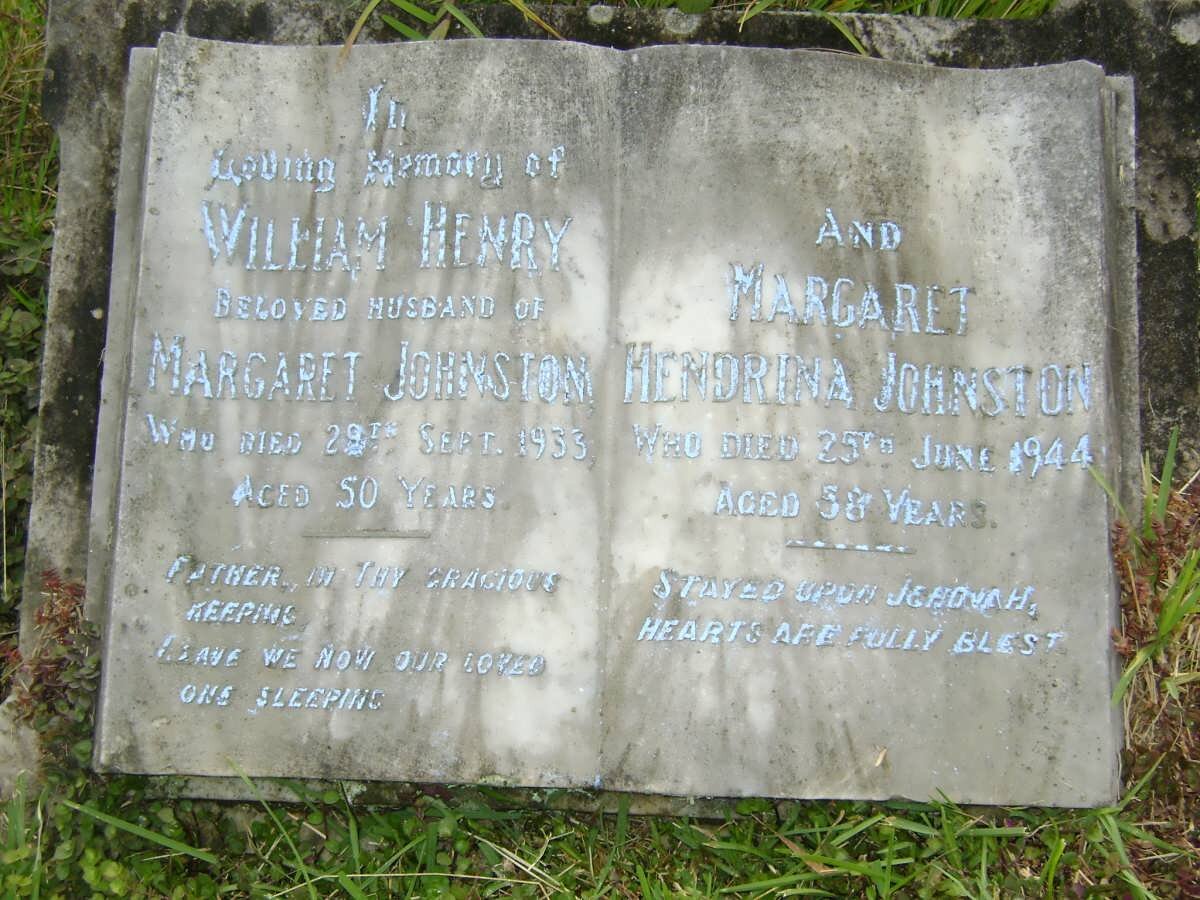 In
Loving Memory of
WILLIAM HENRY
BELOVED HUSBAND OF
MARGARET JOHNSTON
WHO DIED 28TH SEPT. 1933,
AGED 50 YEARS
FATHER, IN THY GRACIOUS
KEEPING,
LEAVE WE NOW OUR LOVED
ONE SLEEPING
AND
MARGARET
HENDRINA JOHNSTON
WHO DIED 25TH JUNE 1944
AGED 58 YEARS.
STAYED UPON JEHOVAH,
HEARTS ARE FULLY BLEST